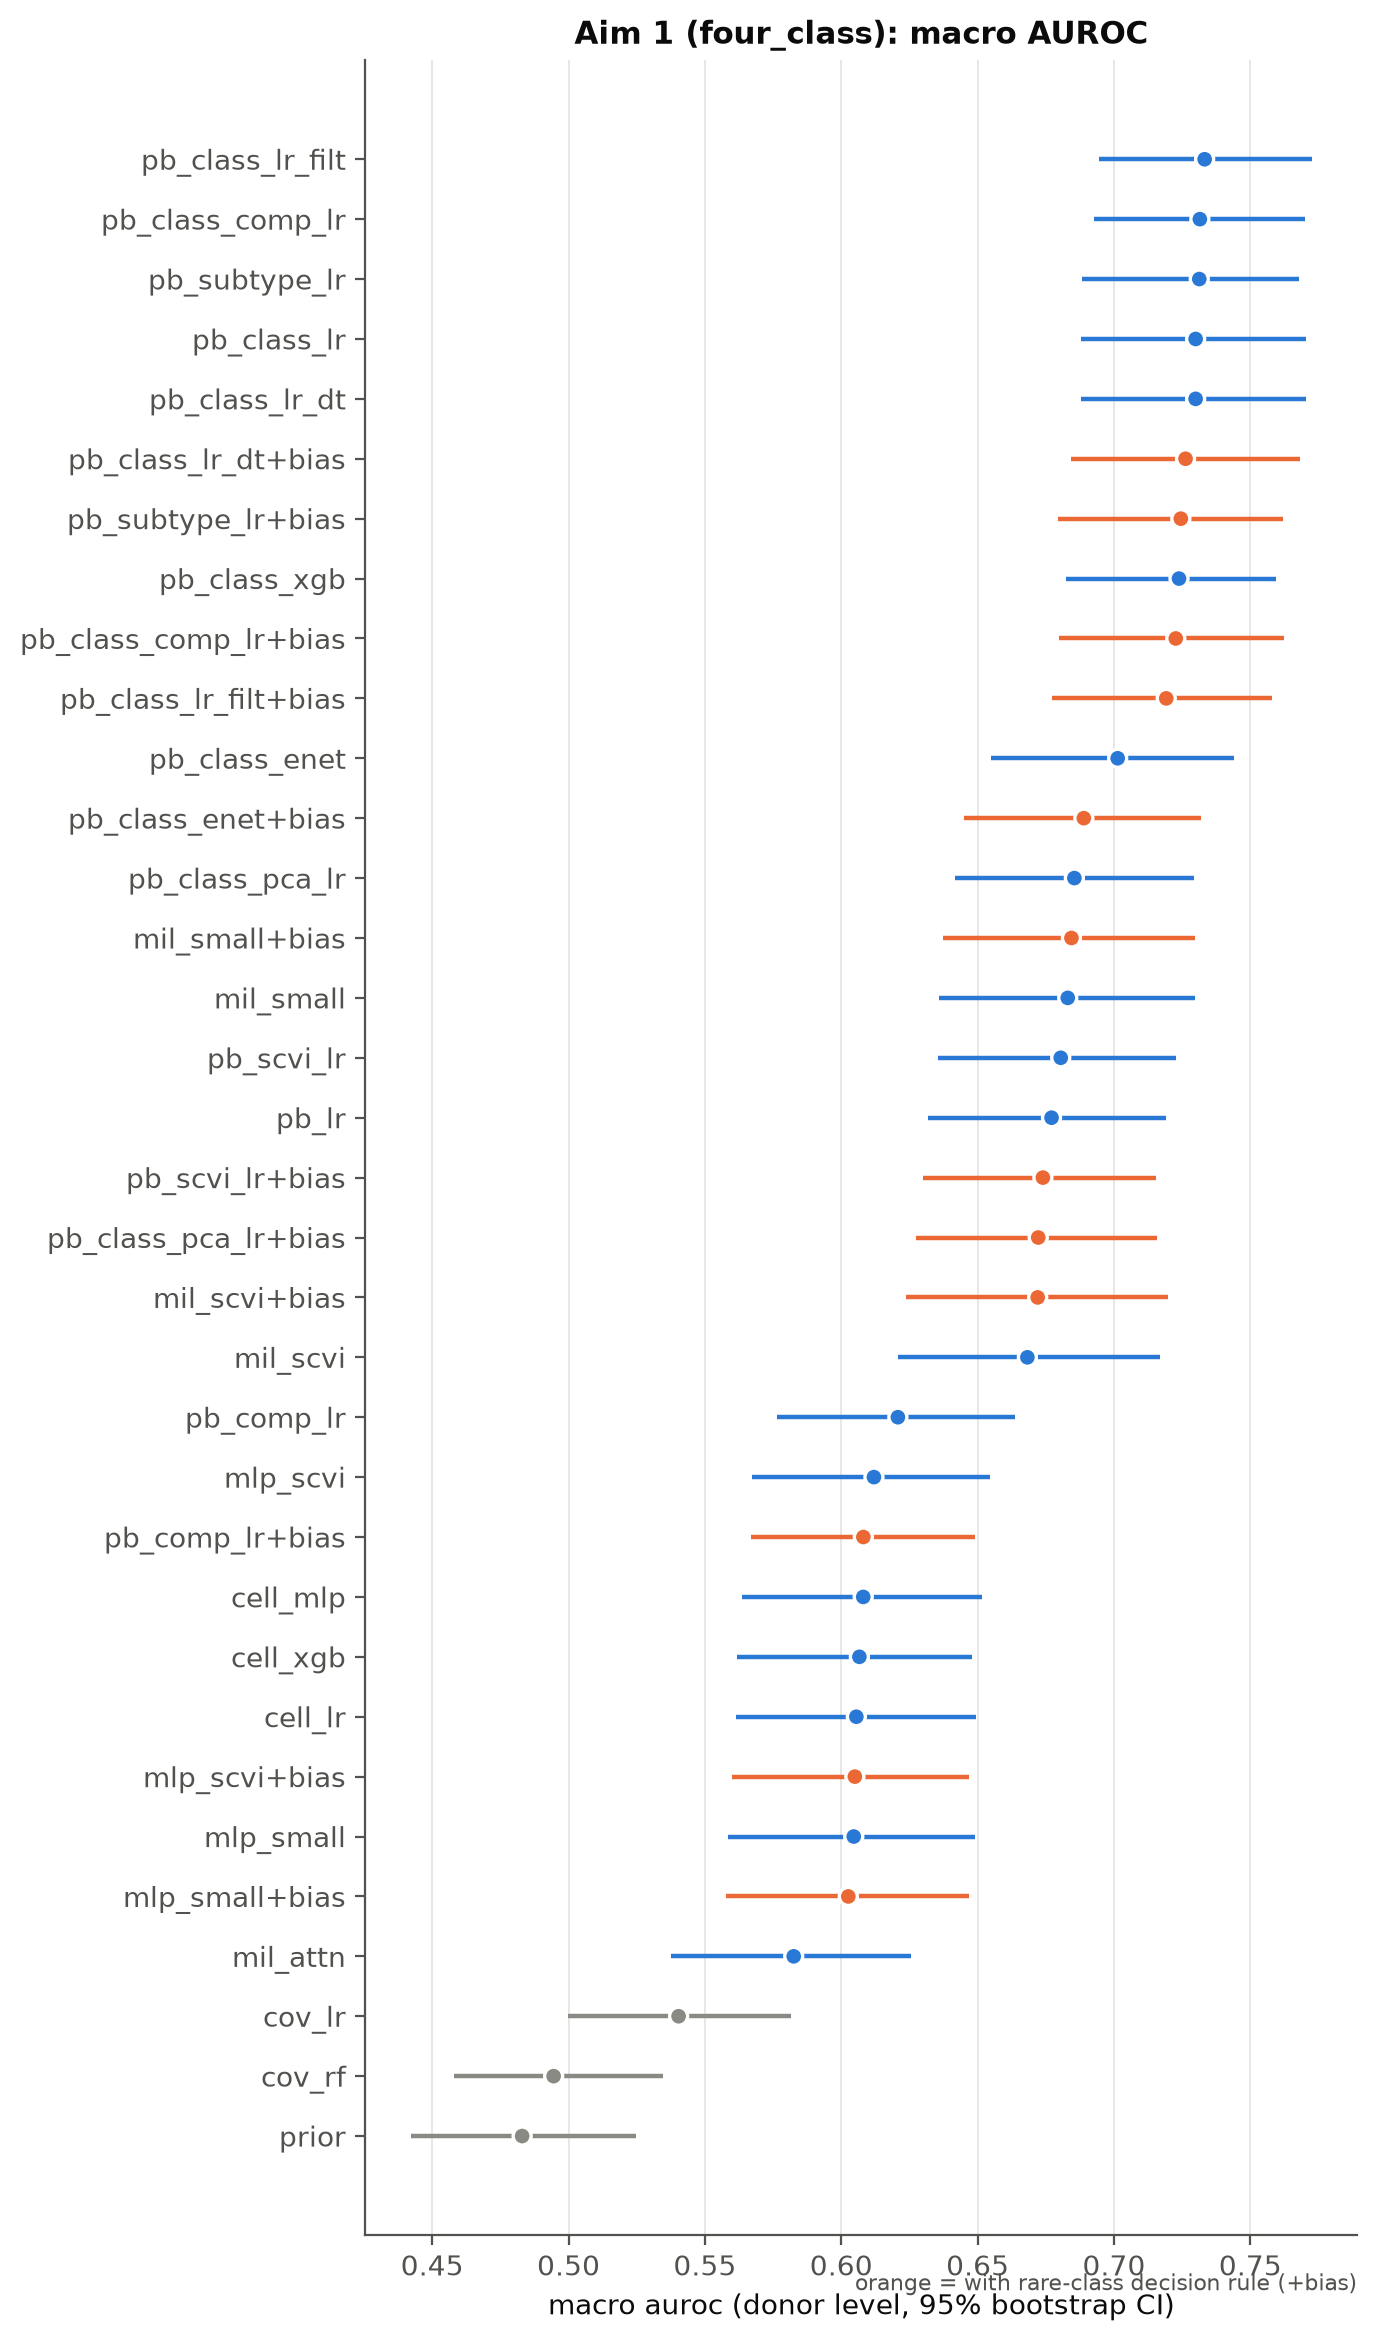 Aim 1 (four_class): macro AUROC
pb_class_lr_filt
pb_class_comp_lr
pb_subtype_lr
pb_class_lr
pb_class_lr_dt
pb_class_lr_dt+bias
pb_subtype_lr+bias
pb_class_xgb
pb_class_comp_lr+bias
pb_class_lr_filt+bias
pb_class_enet
pb_class_enet+bias
pb_class_pca_lr
mil_small+bias
mil_small
pb_scvi_lr
pb_lr
pb_scvi_lr+bias
pb_class_pca_lr+bias
mil_scvi+bias
mil_scvi
pb_comp_lr
mlp_scvi
pb_comp_lr+bias
cell_mlp
cell_xgb
cell_lr
mlp_scvi+bias
mlp_small
mlp_small+bias
mil_attn
cov_lr
cov_rf
prior
0.45 0.50 0.55 0.60 0.65 0.70 0.75
orange = with rare-class decision rule (+bias)
macro auroc (donor level, 95% bootstrap CI)